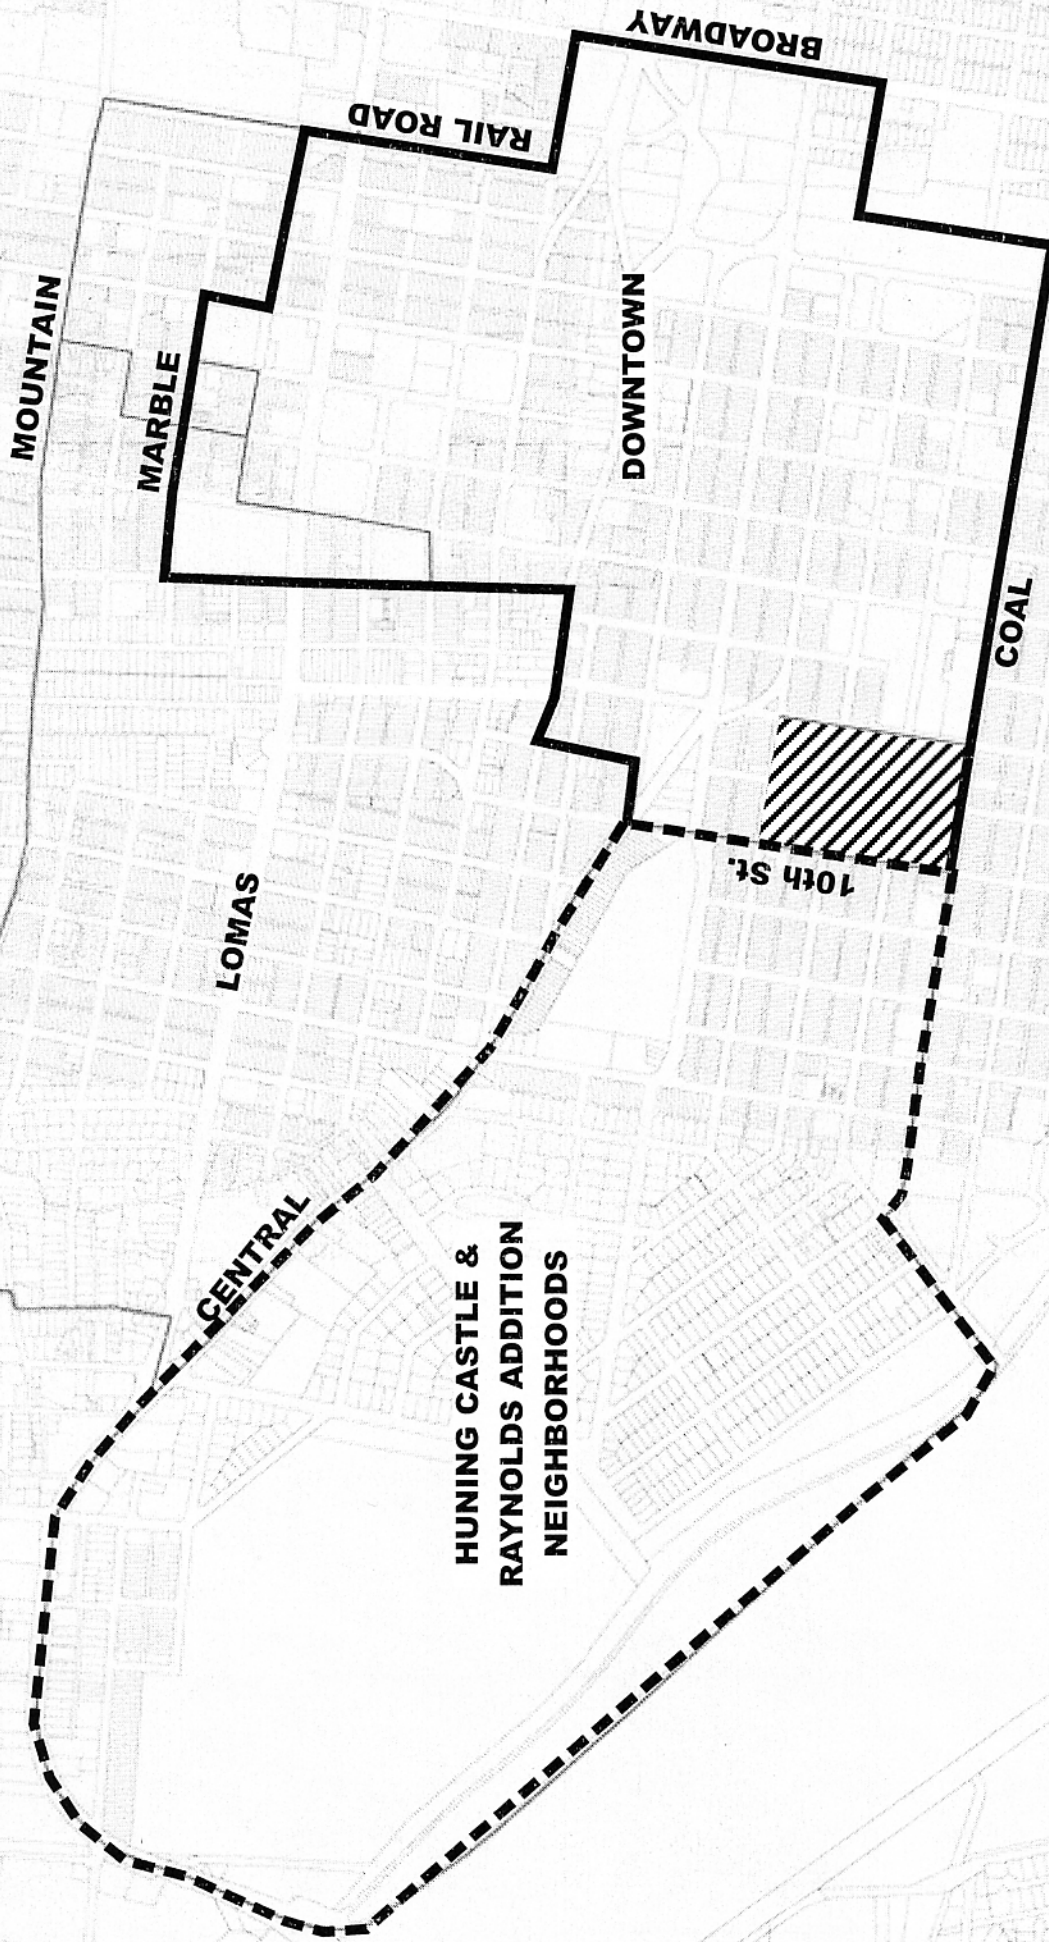 MOUNTAIN
MARBLE
RAIL ROAD
BROADWAY
DOWNTOWN
COAL
LOMAS
10th St.
CENTRAL
HUNING CASTLE &
RAYNOLDS ADDITION
NEIGHBORHOODS